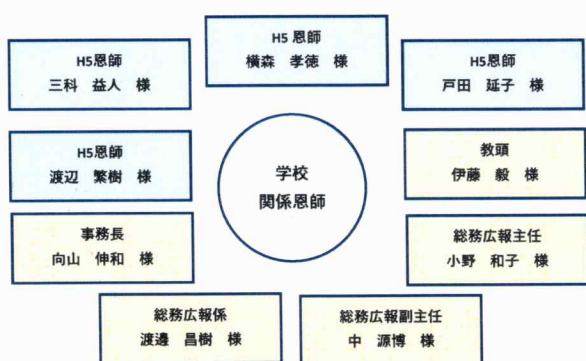 H5 恩師
横森 孝徳 様
H5恩師
三科 益人 様
H5恩師
戸田 延子 様
H5恩師
渡辺 繁樹 様
学校
関係恩師
教頭
伊藤 毅 様
事務長
向山 伸和 様
総務広報主任
小野 和子 様
総務広報係
渡邊 昌樹 様
総務広報副主任
中 源博 様